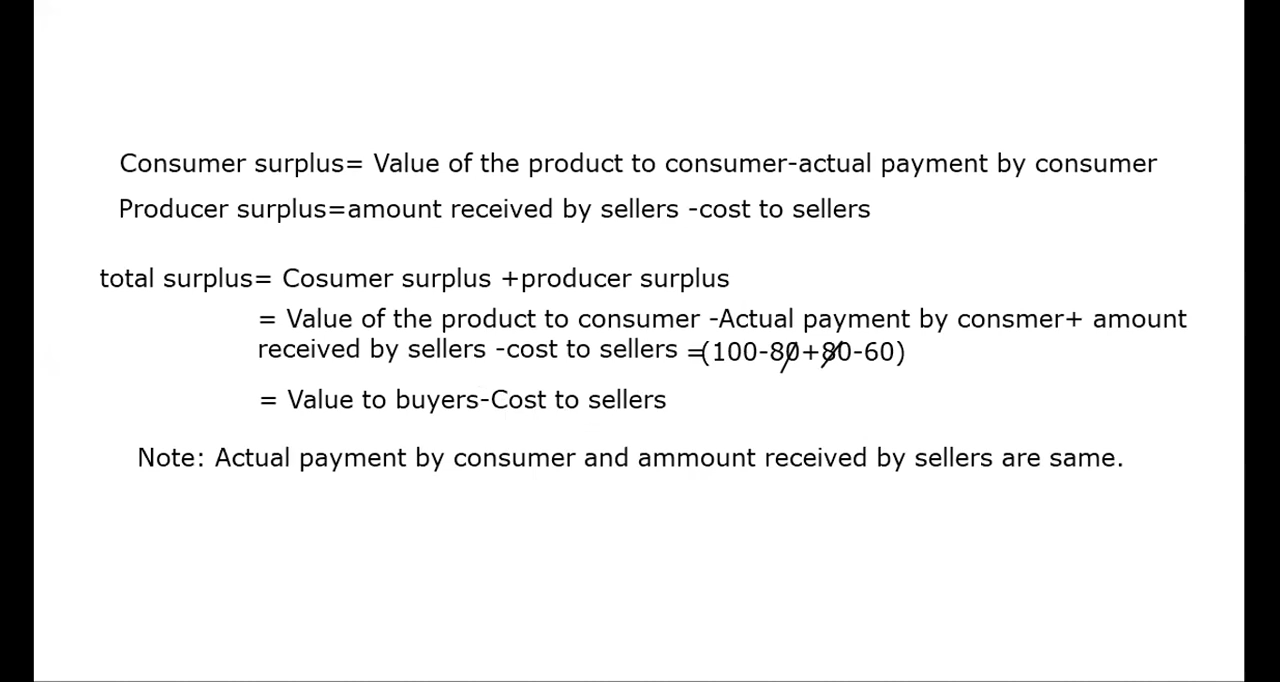 Consumer surplus= Value of the product to consumer-actual payment by consumer
Producer surplus=amount received by sellers -cost to sellers
total surplus= Cosumer surplus +producer surplus
= Value of the product to consumer -Actual payment by consmer+ amount
received by sellers -cost to sellers =(100-80+80-60)
= Value to buyers-Cost to sellers
Note: Actual payment by consumer and ammount received by sellers are same.